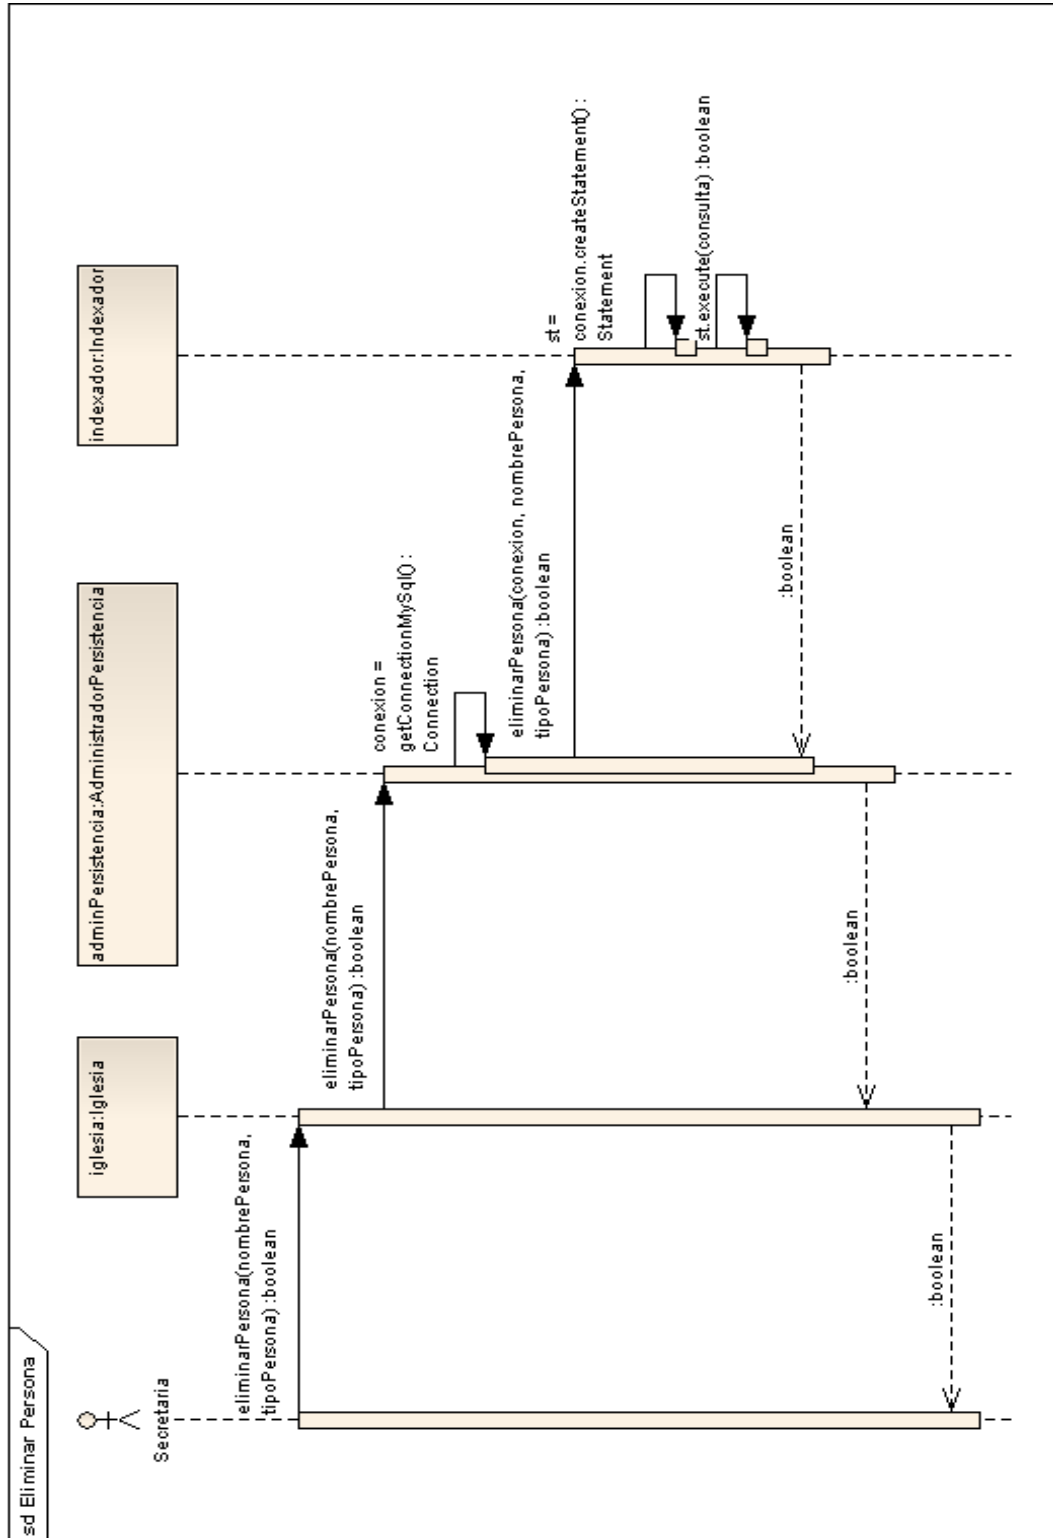 sd Eliminar Persona
Secretaria
iglesia:Iglesia
adminPersistencia:AdministradorPersistencia
indexador:Indexador
eliminarPersona(nombrePersona,
tipoPersona) :boolean
eliminarPersona(nombrePersona,
tipoPersona) :boolean
conexion =
getConnectionMySql() :
Connection
eliminarPersona(conexion, nombrePersona,
tipoPersona) :boolean
st =
conexion.createStatement() :
Statement
st.execute(consulta) :boolean
:boolean
:boolean
:boolean